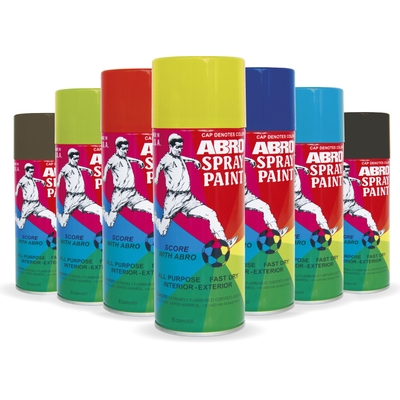 CAP DENOTES COLOR
ABRO
SPRAY
PAINT
SCORE
WITH ABRO
ALL PURPOSE FAST DRY
INTERIOR-EXTERIOR